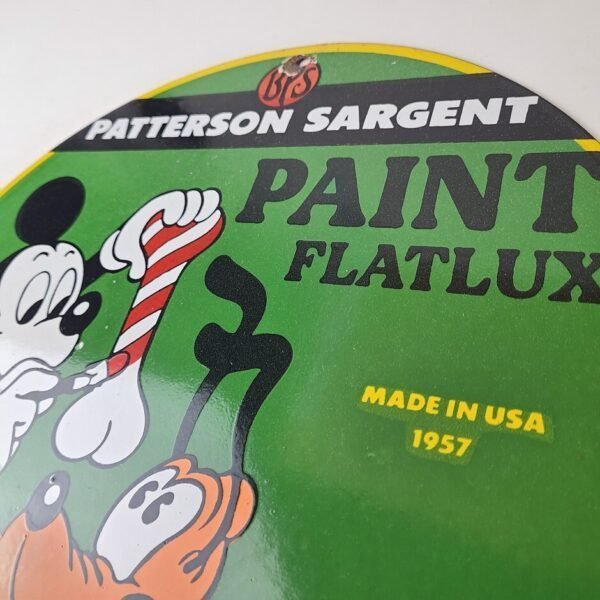 BPS
PATTERSON SARGENT
PAINT
FLATLUX
MADE IN USA
1957